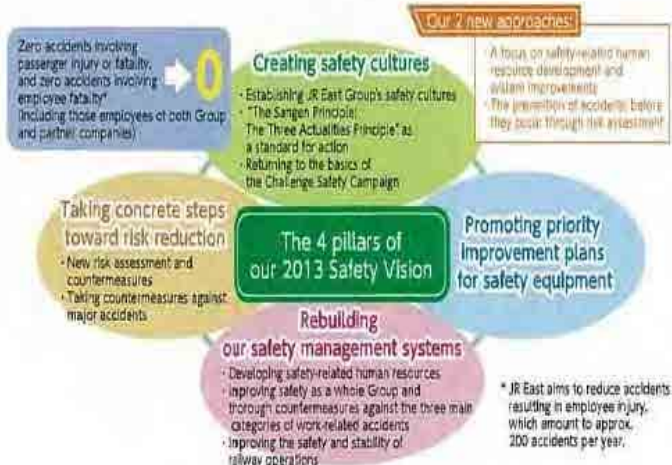 Our 2 new approaches:
· A focus on safety-related human
resource development and
system improvements
· The prevention of accidents before
they occur through risk assessment
Zero accidents involving
passenger injury or fatality,
and zero accidents involving
employee fatality*
(including those employees of both Group
and partner companies)
0
Creating safety cultures
· Establishing JR East Group's safety cultures
· "The Sangen Principle:
The Three Actualities Principle" as
a standard for action
· Returning to the basics of
the Challenge Safety Campaign
Taking concrete steps
toward risk reduction
· New risk assessment and
countermeasures
· Taking countermeasures against
major accidents
The 4 pillars of
our 2013 Safety Vision
Promoting priority
improvement plans
for safety equipment
Rebuilding
our safety management systems
· Developing safety-related human resources
· Improving safety as a whole Group and
thorough countermeasures against the three main
categories of work-related accidents
· Improving the safety and stability of
railway operations
* JR East aims to reduce accidents
resulting in employee injury,
which amount to approx.
200 accidents per year.